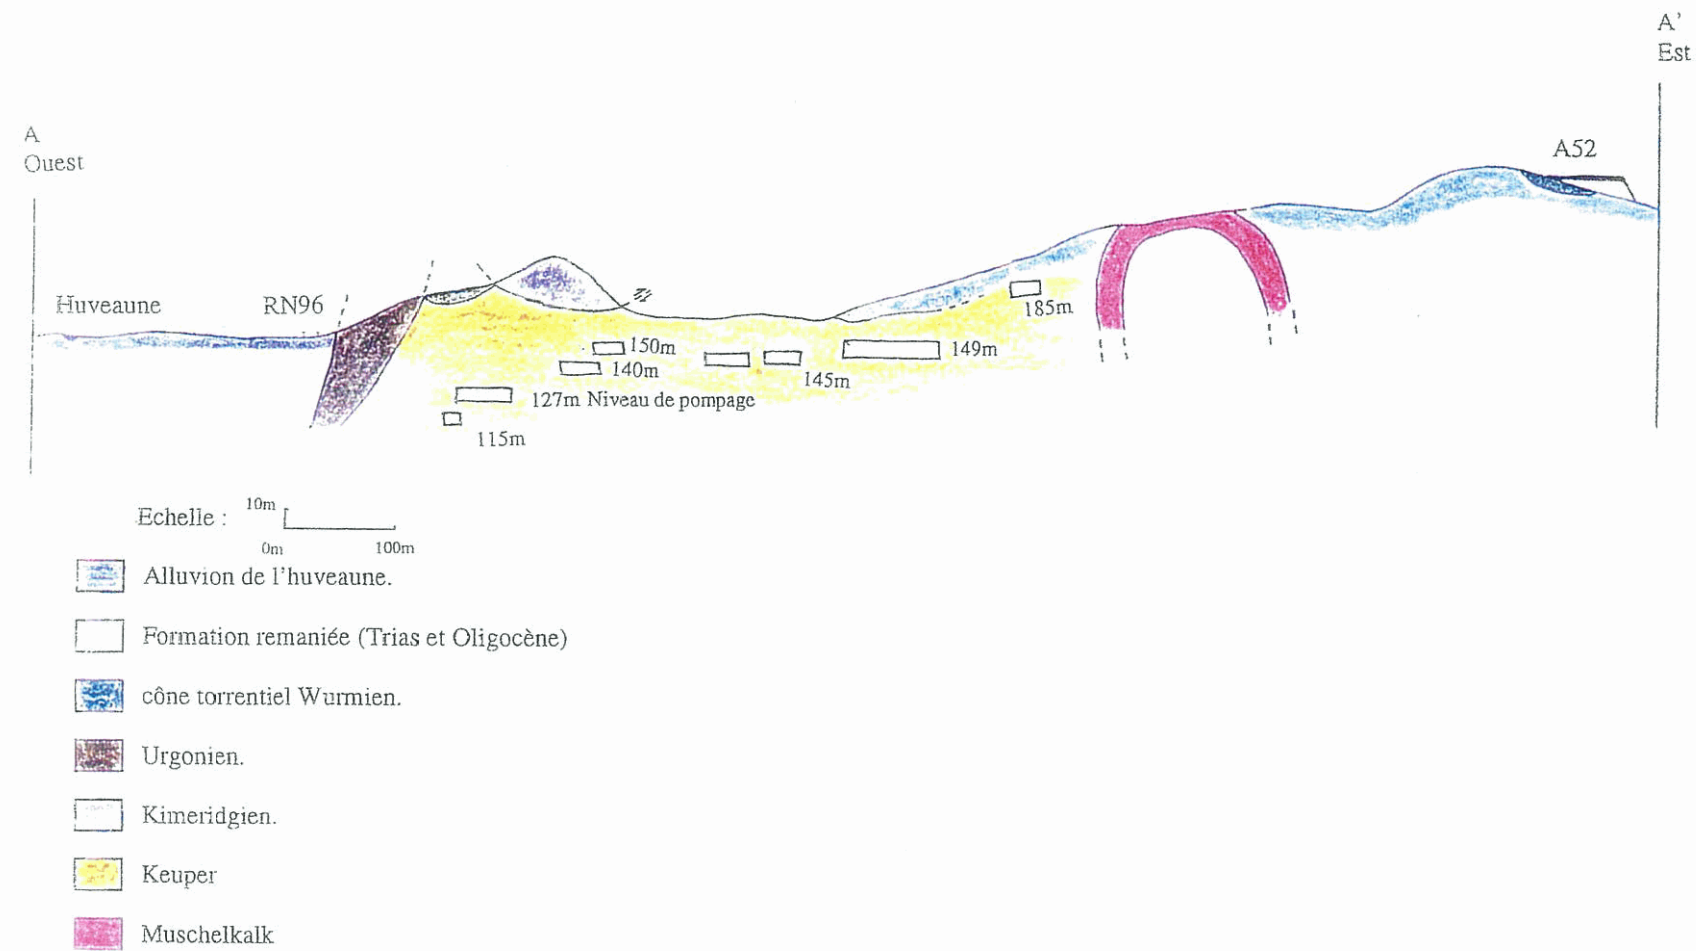 A'
Est
A
Ouest
A52
Huveaune
RN96
185m
150m
149m
140m
145m
127m Niveau de pompage
115m
Echelle :
10m
0m
100m
Alluvion de l'huveaune.
Formation remaniée (Trias et Oligocène)
cône torrentiel Wurmien.
Urgonien.
Kimeridgien.
Keuper
Muschelkalk